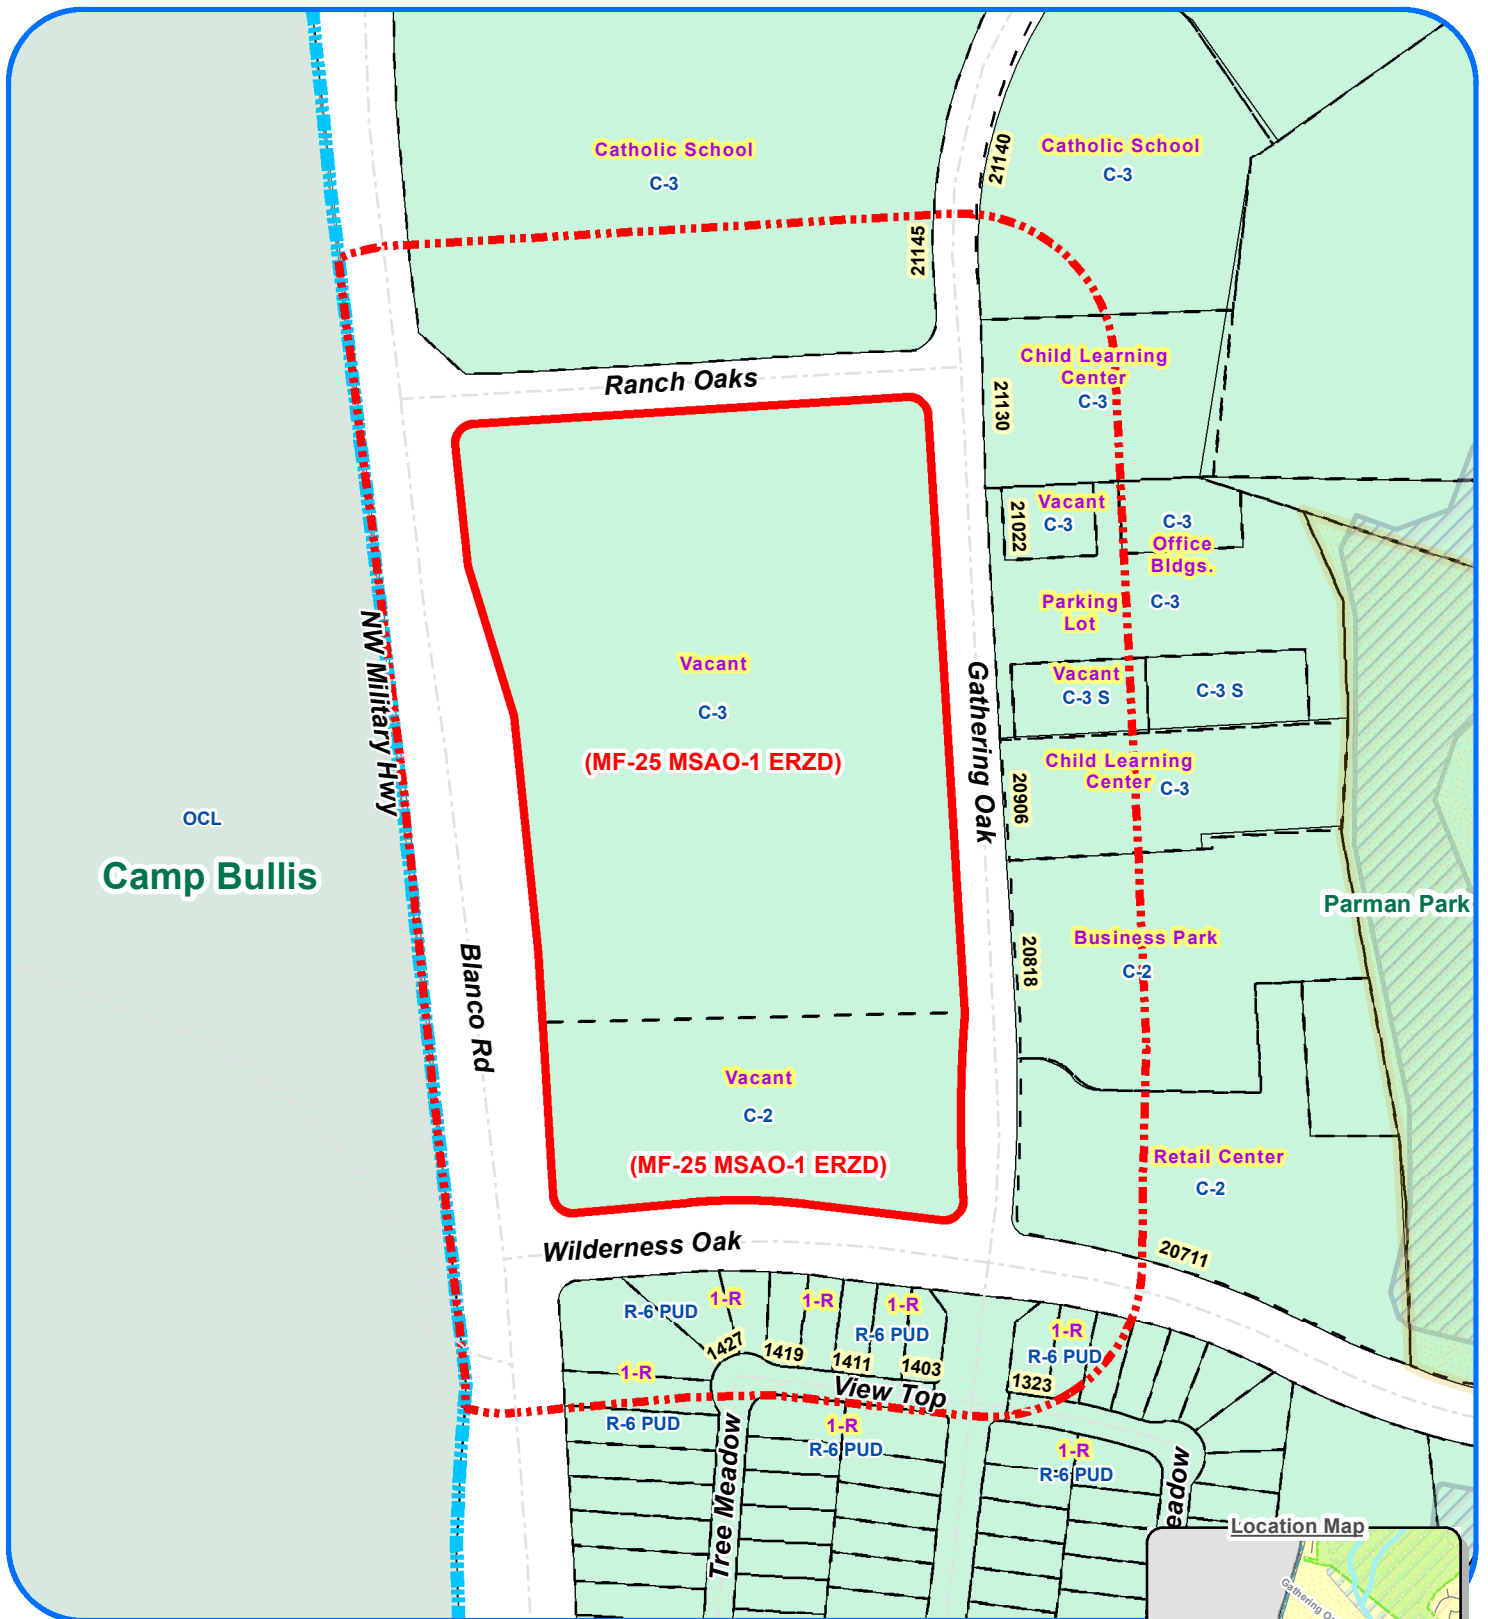 Catholic School
C-3
Catholic School
C-3
21140
21145
Ranch Oaks
Child Learning
Center
C-3
21130
Vacant
C-3
21022
C-3
Office
Bldgs.
Parking
Lot
C-3
NW Military Hwy
Vacant
C-3
(MF-25 MSAO-1 ERZD)
Gathering Oak
Vacant
C-3 S
C-3 S
Child Learning
Center
C-3
20906
OCL
Camp Bullis
Parman Park
Business Park
C-2
20818
Blanco Rd
Vacant
C-2
(MF-25 MSAO-1 ERZD)
Retail Center
C-2
Wilderness Oak
20711
R-6 PUD
1-R
1-R
1-R
R-6 PUD
1-R
R-6 PUD
1427
1419
1411
1403
1323
1-R
View Top
R-6 PUD
1-R
R-6 PUD
1-R
R-6 PUD
Tree Meadow
eadow
Location Map
Gathering O